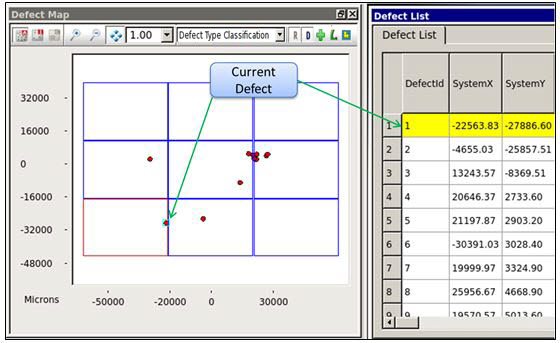 Defect Map
1.00
Defect Type Classification
R D L
Current
Defect
32000
16000
0
-16000
-32000
-48000
Microns
-50000 -20000 0 30000
Defect List
Defect List
DefectId SystemX SystemY
1 1 -22563.83 -27886.60
2 2 -4655.03 -25857.51
3 3 13243.57 -8369.51
4 4 20646.37 2733.60
5 5 21197.87 2903.20
6 6 -30391.03 3028.40
7 7 19999.97 3324.90
8 8 25956.67 4668.90
9 9 19570.57 5013.60